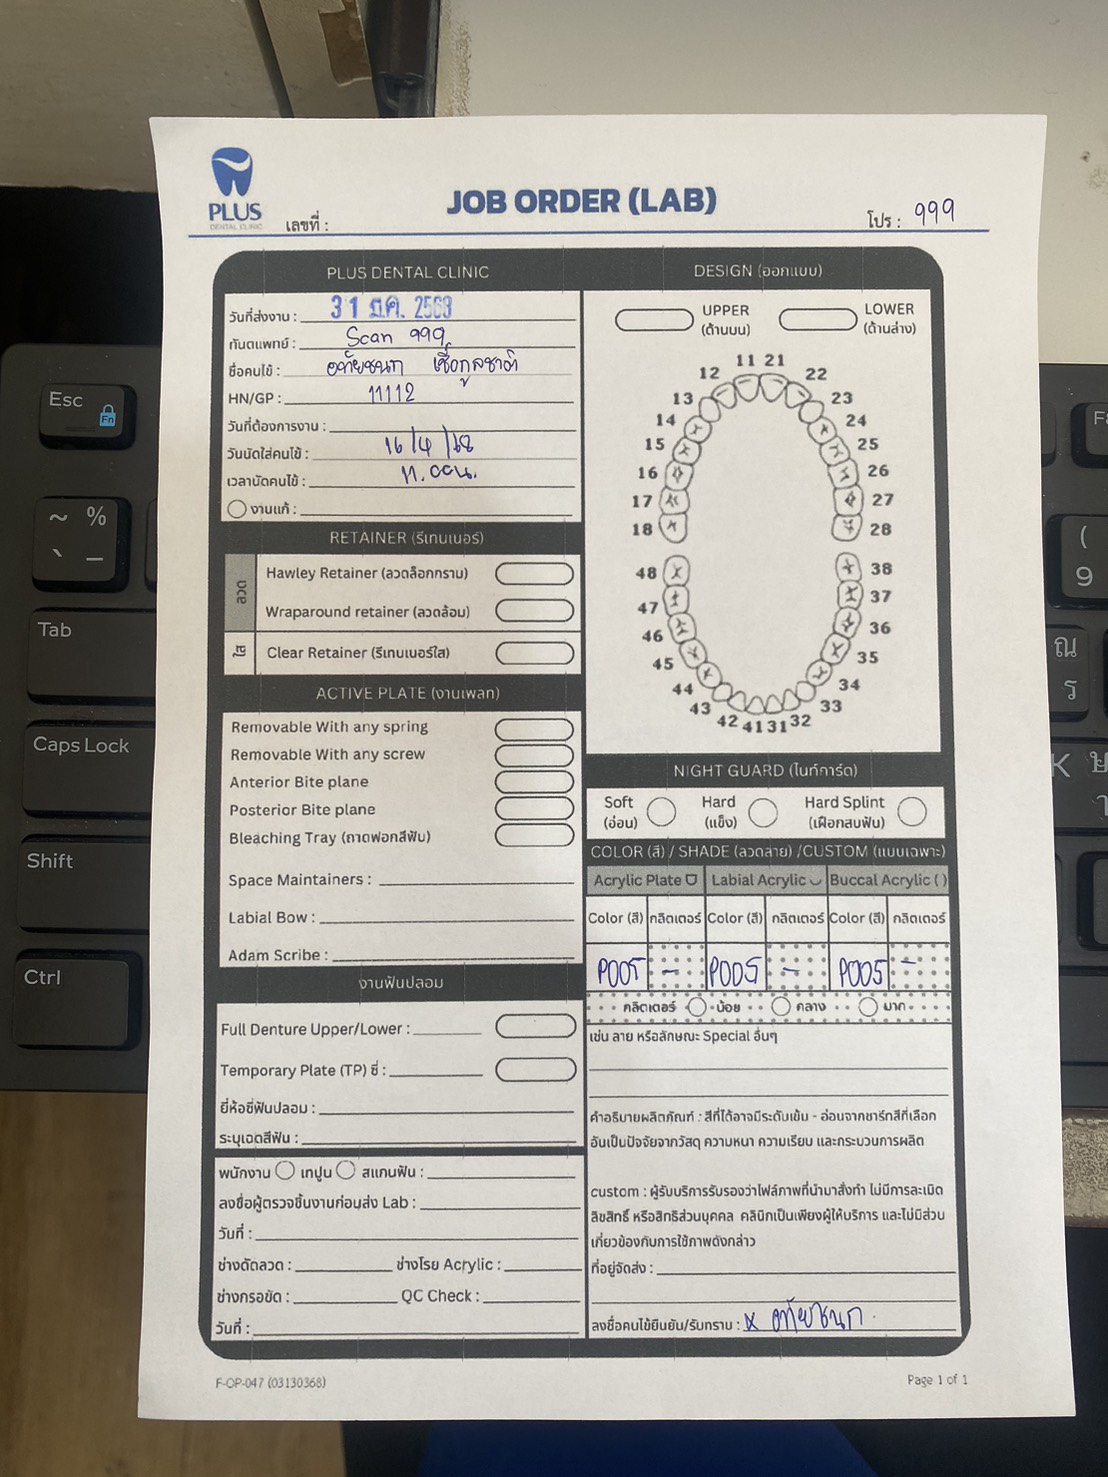 PLUS
DENTAL CLINIC
เลขที่ :
JOB ORDER (LAB)
โปร : 999
PLUS DENTAL CLINIC
วันที่ส่งงาน : 31 มี.ค. 2568
ทันตแพทย์ : Scan 999
ชื่อคนไข้ : อทัยชนก เชื้อกูลชาติ
HN/GP : 11112
วันที่ต้องการงาน :
วันนัดใส่คนไข้ : 16/4/68
เวลานัดคนไข้ :
งานแก้ :
RETAINER (รีเทนเนอร์)
ลวด
Hawley Retainer (ลวดล็อกกราม)
Wraparound retainer (ลวดล้อม)
ใส
Clear Retainer (รีเทนเนอร์ใส)
ACTIVE PLATE (งานเพลท)
Removable With any spring
Removable With any screw
Anterior Bite plane
Posterior Bite plane
Bleaching Tray (ถาดฟอกสีฟัน)
Space Maintainers :
Labial Bow :
Adam Scribe :
งานฟันปลอม
Full Denture Upper/Lower :
Temporary Plate (TP) ซี่ :
ยี่ห้อซี่ฟันปลอม :
ระบุเฉดสีฟัน :
พนักงาน เทปูน สแกนฟัน :
ลงชื่อผู้ตรวจชิ้นงานก่อนส่ง Lab :
วันที่ :
ช่างดัดลวด : ช่างโรย Acrylic :
ช่างกรอขัด : QC Check :
วันที่ :
DESIGN (ออกแบบ)
UPPER (ด้านบน)
LOWER (ด้านล่าง)
11 21
12 22
13 23
14 24
15 25
16 26
17 27
18 28
48 38
47 37
46 36
45 35
44 34
43 33
42 41 31 32
NIGHT GUARD (ไนท์การ์ด)
Soft (อ่อน)
Hard (แข็ง)
Hard Splint (เฝือกสบฟัน)
COLOR (สี) / SHADE (ลวดลาย) /CUSTOM (แบบเฉพาะ)
Acrylic Plate Labial Acrylic Buccal Acrylic ( )
Color (สี) กลิตเตอร์ Color (สี) กลิตเตอร์ Color (สี) กลิตเตอร์
P005 - P005 - P005 -
กลิตเตอร์ น้อย กลาง มาก
เช่น ลาย หรือลักษณะ Special อื่นๆ
คำอธิบายผลิตภัณฑ์ : สีที่ได้อาจมีระดับเข้ม - อ่อนจากชาร์ทสีที่เลือก
อันเป็นปัจจัยจากวัสดุ ความหนา ความเรียบ และกระบวนการผลิต
custom : ผู้รับบริการรับรองว่าไฟล์ภาพที่นำมาสั่งทำ ไม่มีการละเมิด
ลิขสิทธิ์ หรือสิทธิส่วนบุคคล คลินิกเป็นเพียงผู้ให้บริการ และไม่มีส่วน
เกี่ยวข้องกับการใช้ภาพดังกล่าว
ที่อยู่จัดส่ง :
ลงชื่อคนไข้ยืนยัน/รับทราบ : x อทัยชนก
F-OP-047 (03130368)
Page 1 of 1
Esc
Fn
~ %
` –
Tab
Caps Lock
Shift
Ctrl
(
9
ณ
ร
K ษ